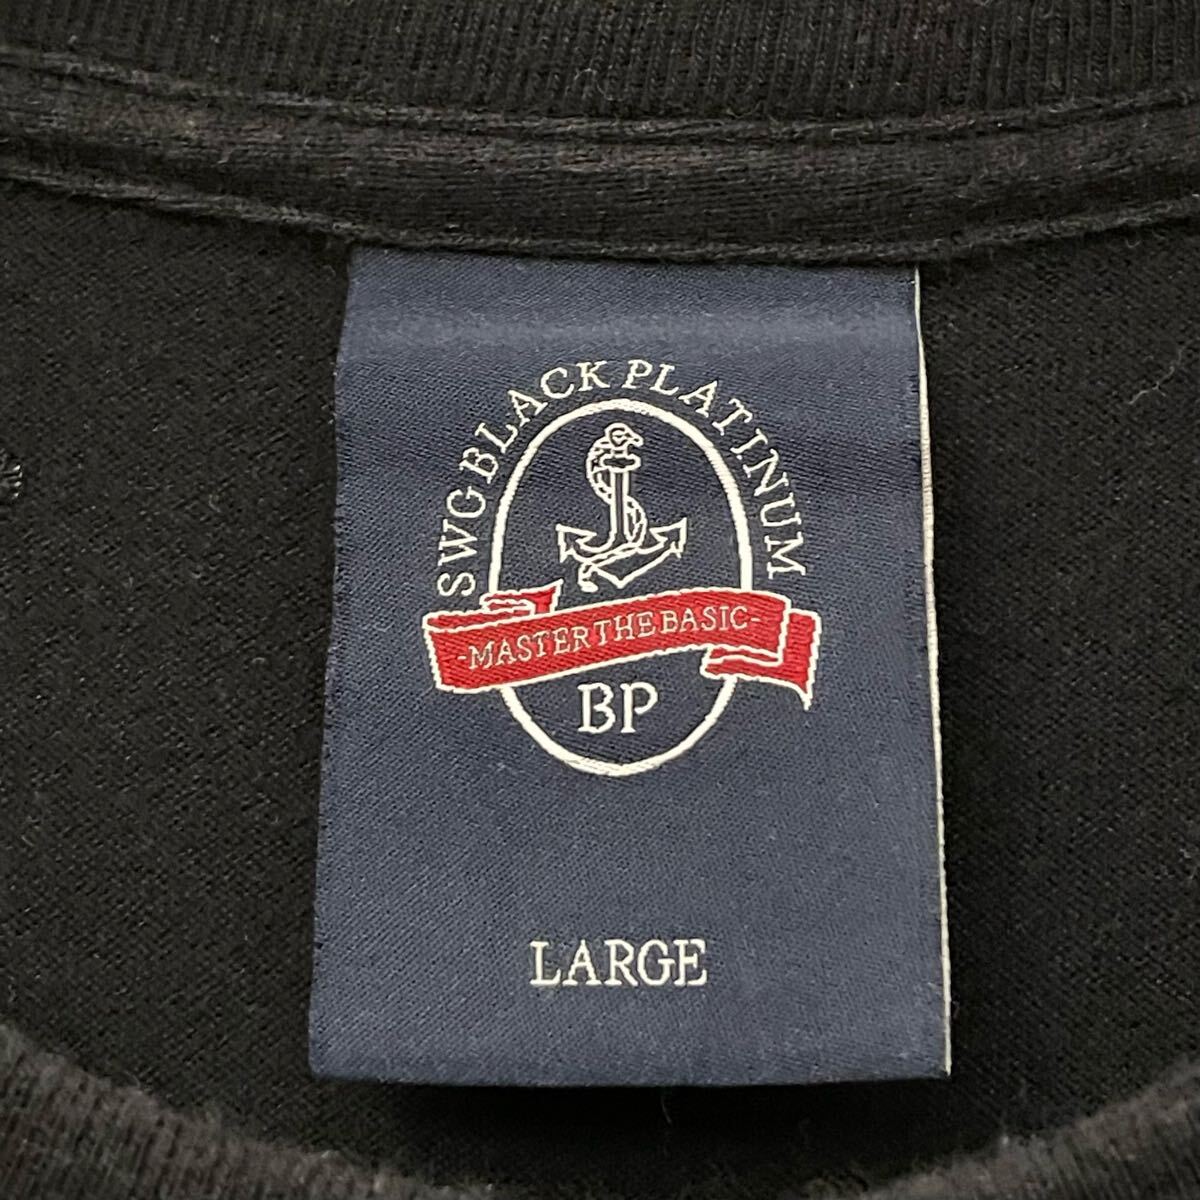 SWG BLACK PLATINUM
-MASTER THE BASIC-
BP
LARGE